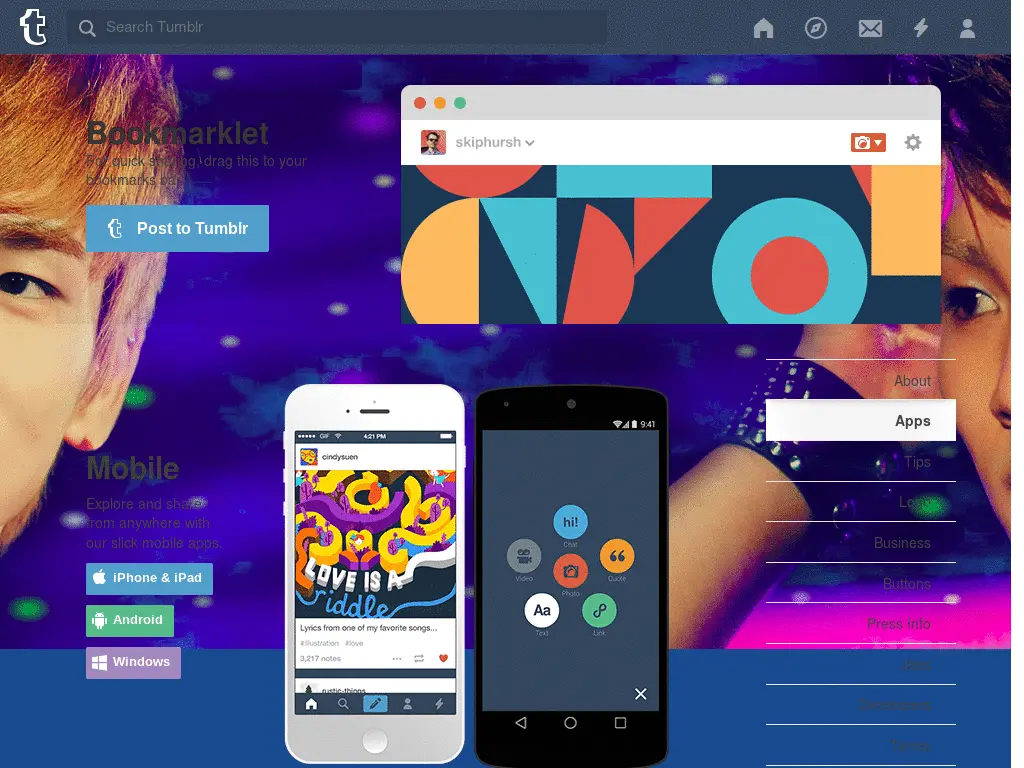 Search Tumblr
Bookmarklet
For quick sharing, drag this to your
bookmarks bar.
Post to Tumblr
skiphursh
About
Apps
Tips
Logo
Business
Buttons
Press info
Mobile
Explore and share
from anywhere with
our slick mobile apps.
iPhone & iPad
Android
Windows
GIF
4:21 PM
cindysuen
LOVE IS A
riddle
Lyrics from one of my favorite songs...
#illustration #love
3,217 notes
rustic-things
9:41
hi!
Chat
Video
Quote
Photo
Aa
Text
Link
Developers
Terms